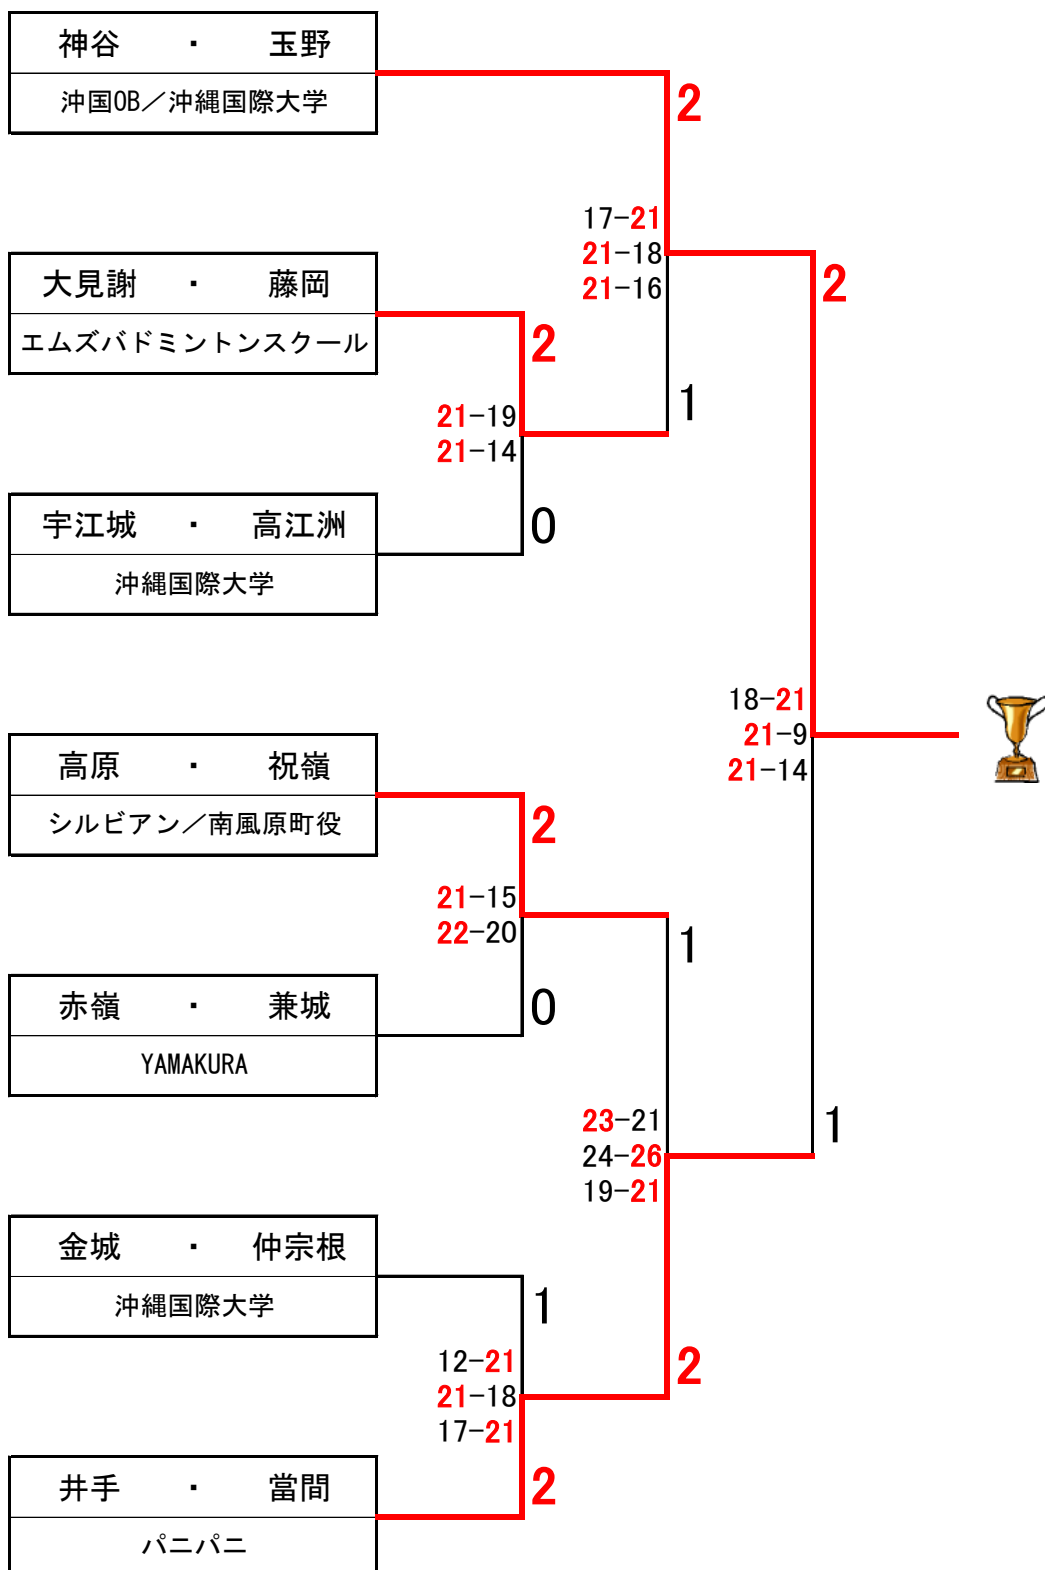 神谷 ・ 玉野
沖国OB／沖縄国際大学
2
17-21
21-18
21-16
大見謝 ・ 藤岡
エムズバドミントンスクール
2
2
1
21-19
21-14
宇江城 ・ 高江洲
沖縄国際大学
0
18-21
21-9
21-14
高原 ・ 祝嶺
シルビアン／南風原町役
2
21-15
22-20
1
赤嶺 ・ 兼城
YAMAKURA
0
23-21
24-26
19-21
1
金城 ・ 仲宗根
沖縄国際大学
1
12-21
21-18
17-21
2
井手 ・ 當間
パニパニ
2